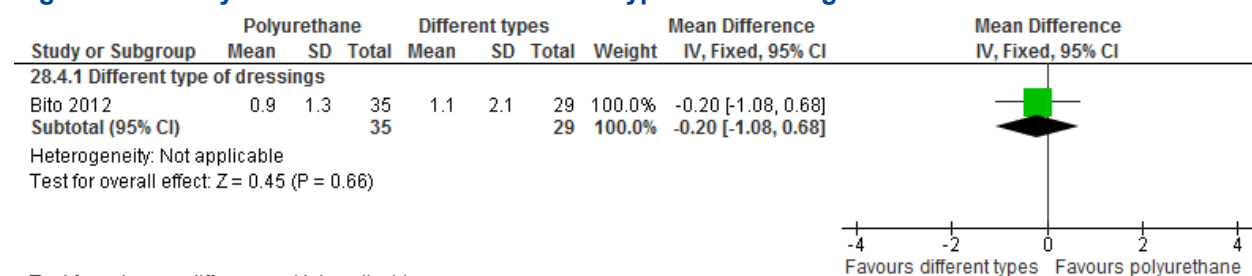 Polyurethane Different types Mean Difference Mean Difference
Study or Subgroup Mean SD Total Mean SD Total Weight IV, Fixed, 95% CI IV, Fixed, 95% CI
28.4.1 Different type of dressings
Bito 2012 0.9 1.3 35 1.1 2.1 29 100.0% -0.20 [-1.08, 0.68]
Subtotal (95% CI) 35 29 100.0% -0.20 [-1.08, 0.68]
Heterogeneity: Not applicable
Test for overall effect: Z = 0.45 (P = 0.66)
-4 -2 0 2 4
Favours different types Favours polyurethane